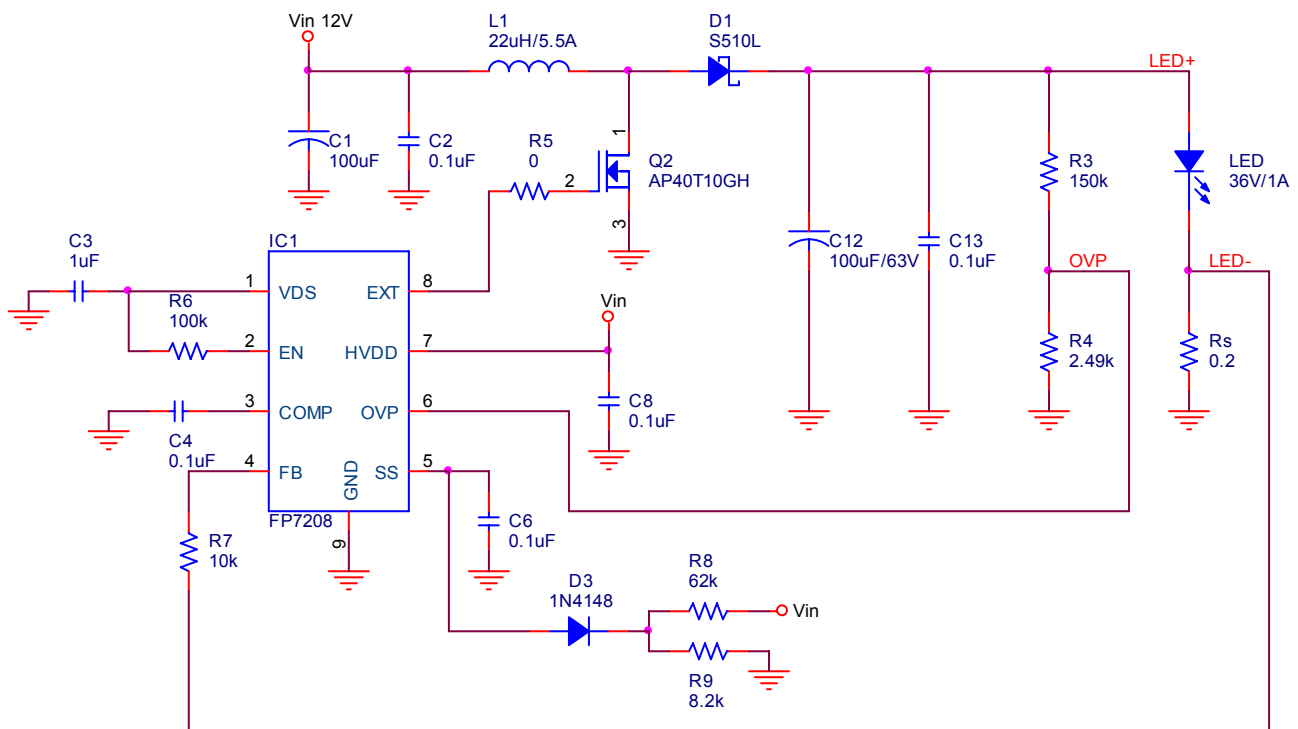 Vin 12V
L1
22uH/5.5A
D1
S510L
LED+
C1
100uF
C2
0.1uF
R5
0
1
2
3
Q2
AP40T10GH
R3
150k
LED
36V/1A
C3
1uF
IC1
C12
100uF/63V
C13
0.1uF
OVP
LED-
R6
100k
1
VDS
EXT
8
Vin
2
EN
HVDD
7
R4
2.49k
Rs
0.2
3
COMP
OVP
6
C8
0.1uF
C4
0.1uF
4
FB
GND
SS
5
FP7208
9
C6
0.1uF
R7
10k
D3
1N4148
R8
62k
Vin
R9
8.2k